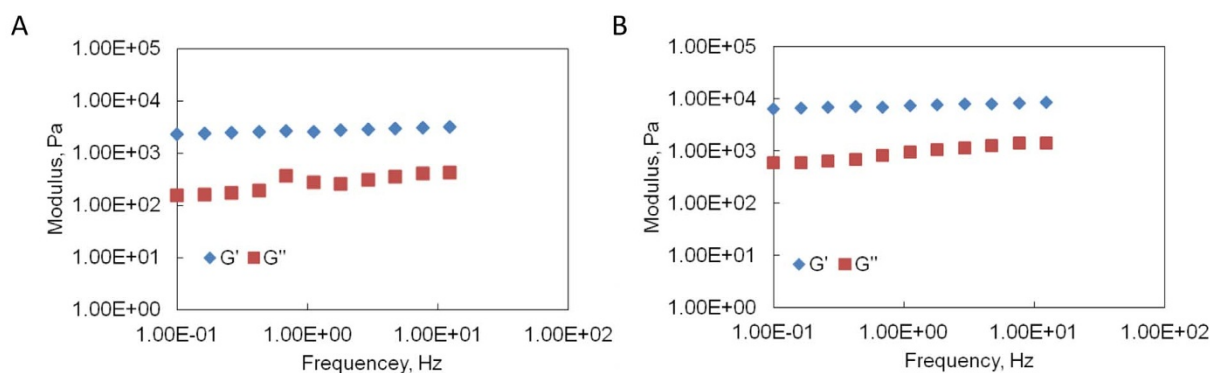 A
1.00E+05
1.00E+04
1.00E+03
1.00E+02
1.00E+01
1.00E+00
Modulus, Pa
G' G"
1.00E-01 1.00E+00 1.00E+01 1.00E+02
Frequencey, Hz
B
1.00E+05
1.00E+04
1.00E+03
1.00E+02
1.00E+01
1.00E+00
Modulus, Pa
G' G"
1.00E-01 1.00E+00 1.00E+01 1.00E+02
Frequency, Hz